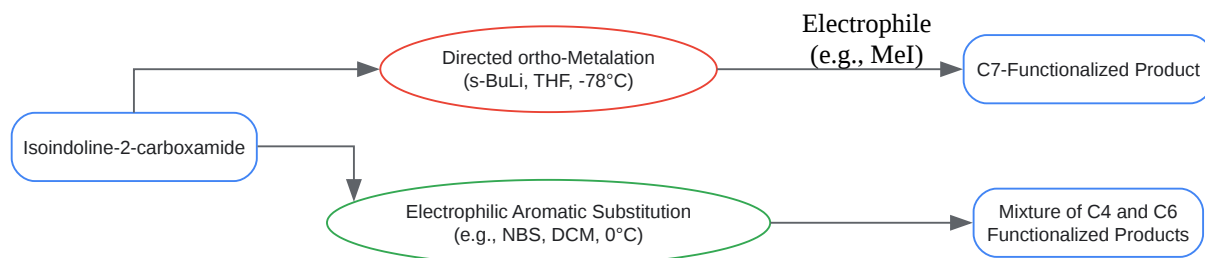 Electrophile
(e.g., MeI)
Directed ortho-Metalation
(s-BuLi, THF, -78°C)
C7-Functionalized Product
Isoindoline-2-carboxamide
Electrophilic Aromatic Substitution
(e.g., NBS, DCM, 0°C)
Mixture of C4 and C6
Functionalized Products